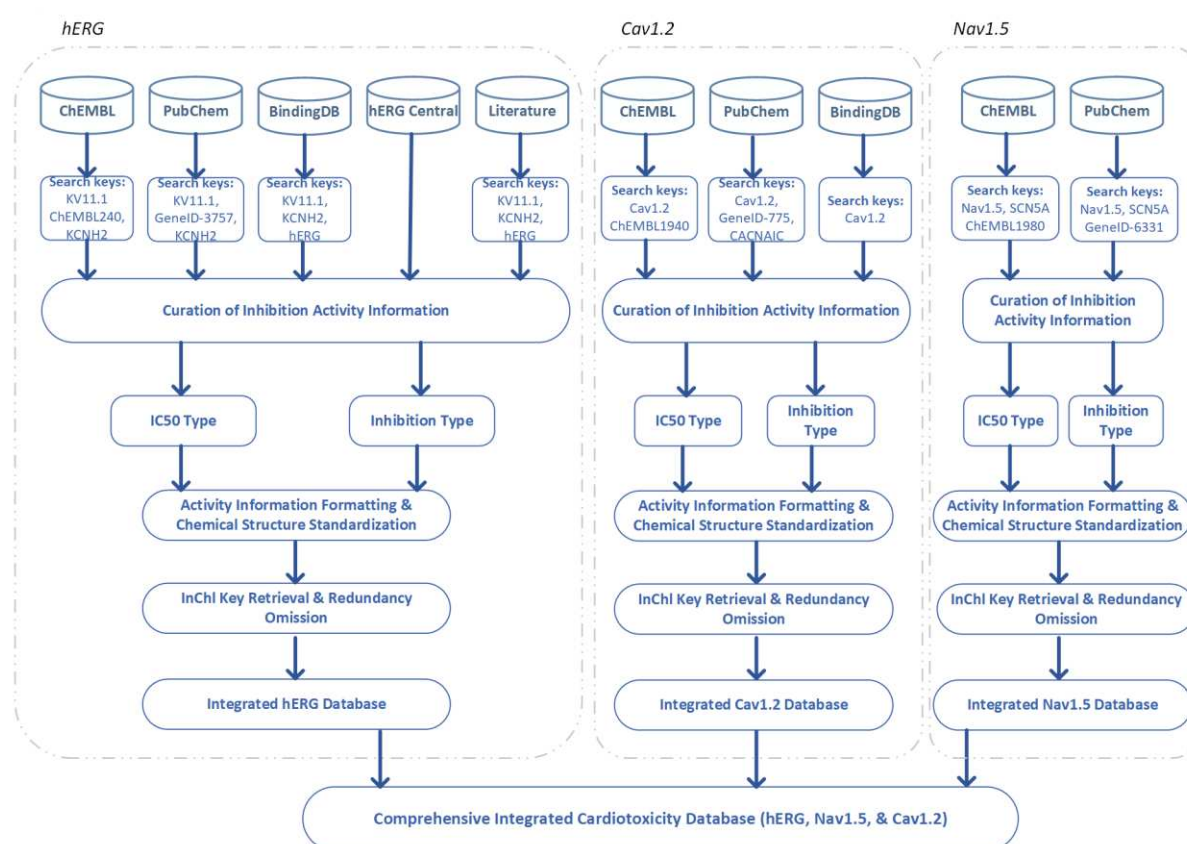 hERG
Cav1.2
Nav1.5
ChEMBL
PubChem
BindingDB
hERG Central
Literature
ChEMBL
PubChem
BindingDB
ChEMBL
PubChem
Search keys:
KV11.1
ChEMBL240,
KCNH2
Search keys:
KV11.1,
GeneID-3757,
KCNH2
Search keys:
KV11.1,
KCNH2,
hERG
Search keys:
KV11.1,
KCNH2,
hERG
Search keys:
Cav1.2
ChEMBL1940
Search keys:
Cav1.2,
GeneID-775,
CACNAIC
Search keys:
Cav1.2
Search keys:
Nav1.5, SCN5A
ChEMBL1980
Search keys:
Nav1.5, SCN5A
GeneID-6331
Curation of Inhibition Activity Information
Curation of Inhibition Activity Information
Curation of Inhibition
Activity Information
IC50 Type
Inhibition Type
IC50 Type
Inhibition
Type
IC50 Type
Inhibition
Type
Activity Information Formatting &
Chemical Structure Standardization
Activity Information Formatting &
Chemical Structure Standardization
Activity Information Formatting &
Chemical Structure Standardization
InChl Key Retrieval & Redundancy
Omission
InChl Key Retrieval & Redundancy
Omission
InChl Key Retrieval & Redundancy
Omission
Integrated hERG Database
Integrated Cav1.2 Database
Integrated Nav1.5 Database
Comprehensive Integrated Cardiotoxicity Database (hERG, Nav1.5, & Cav1.2)